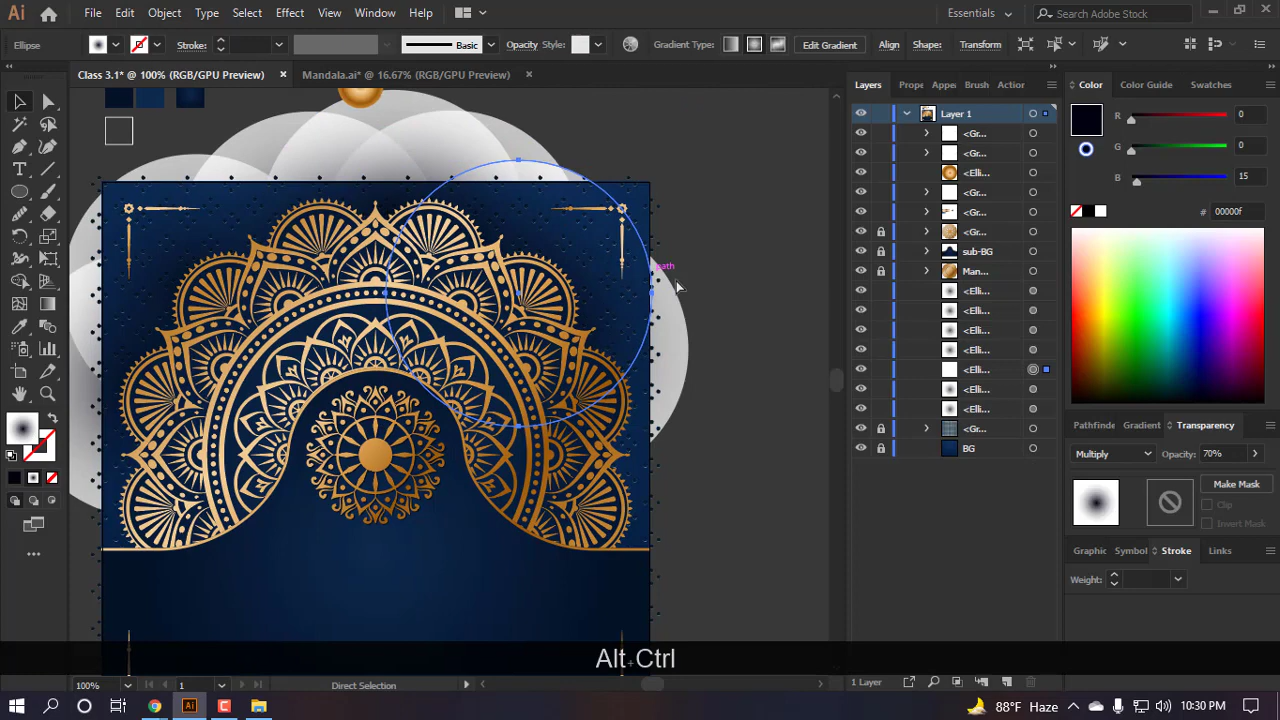 Ai File Edit Object Type Select Effect View Window Help Essentials Search Adobe Stock
Ellipse Stroke: Basic Opacity Style: Gradient Type: Edit Gradient Align Shape: Transform
Class 3.1* @ 100% (RGB/GPU Preview) × Mandala.ai* @ 16.67% (RGB/GPU Preview) ×
Layers Prope Appea Brush Action
Color Color Guide Swatches
Layer 1
R 0
<Gr...
G 0
<Gr...
<Elli...
B 15
<Gr...
<Gr...
# 00000f
<Gr...
sub-BG
path
Man...
<Elli...
<Elli...
<Elli...
<Elli...
<Elli...
<Elli...
<Elli...
<Gr...
BG
Pathfinde Gradient Transparency
Multiply Opacity: 70%
Make Mask
Clip
Invert Mask
Graphic Symbol Stroke Links
Weight:
Alt+Ctrl
100% 1 Direct Selection 1 Layer
Ai 88°F Haze 10:30 PM